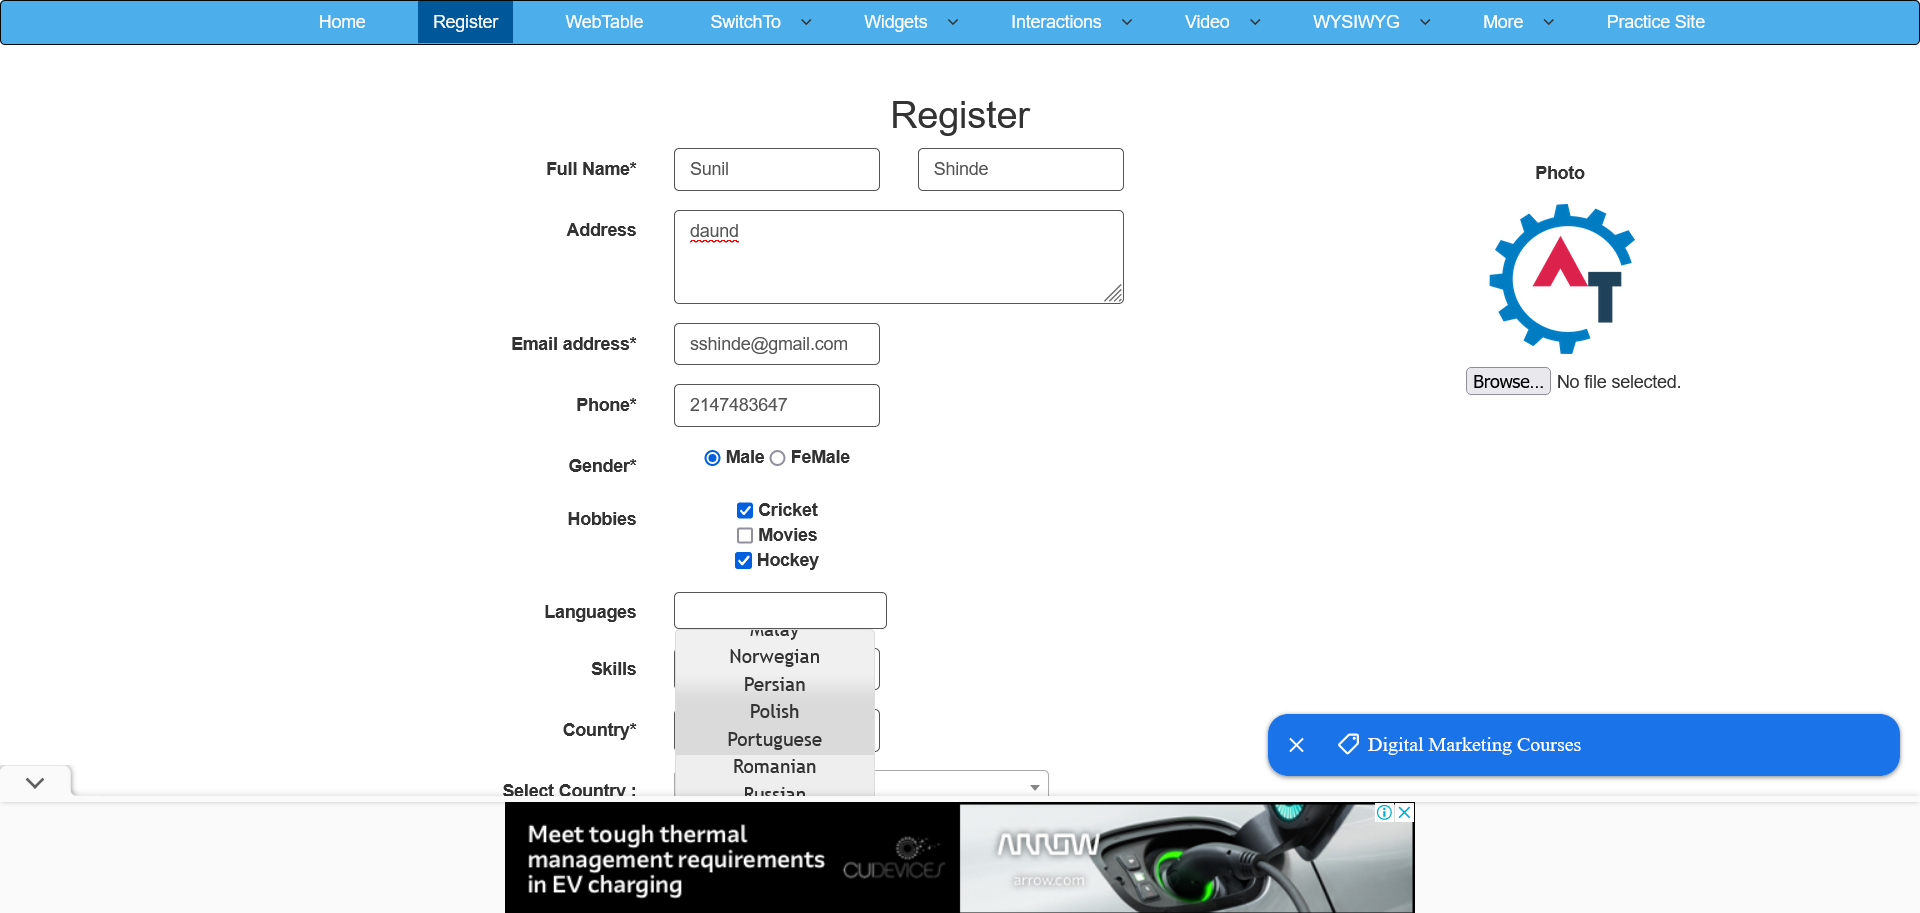 Home Register WebTable SwitchTo Widgets Interactions Video WYSIWYG More Practice Site
Register
Full Name* Sunil Shinde
Photo
Address daund
AT
Email address* sshinde@gmail.com
Browse... No file selected.
Phone* 2147483647
Gender* Male FeMale
Hobbies Cricket
Movies
Hockey
Languages
Malay
Norwegian
Skills
Persian
Polish
Country*
Portuguese
Digital Marketing Courses
Romanian
Select Country :
Russian
Meet tough thermal
management requirements
in EV charging
CUIDEVICES
ARROW
arrow.com